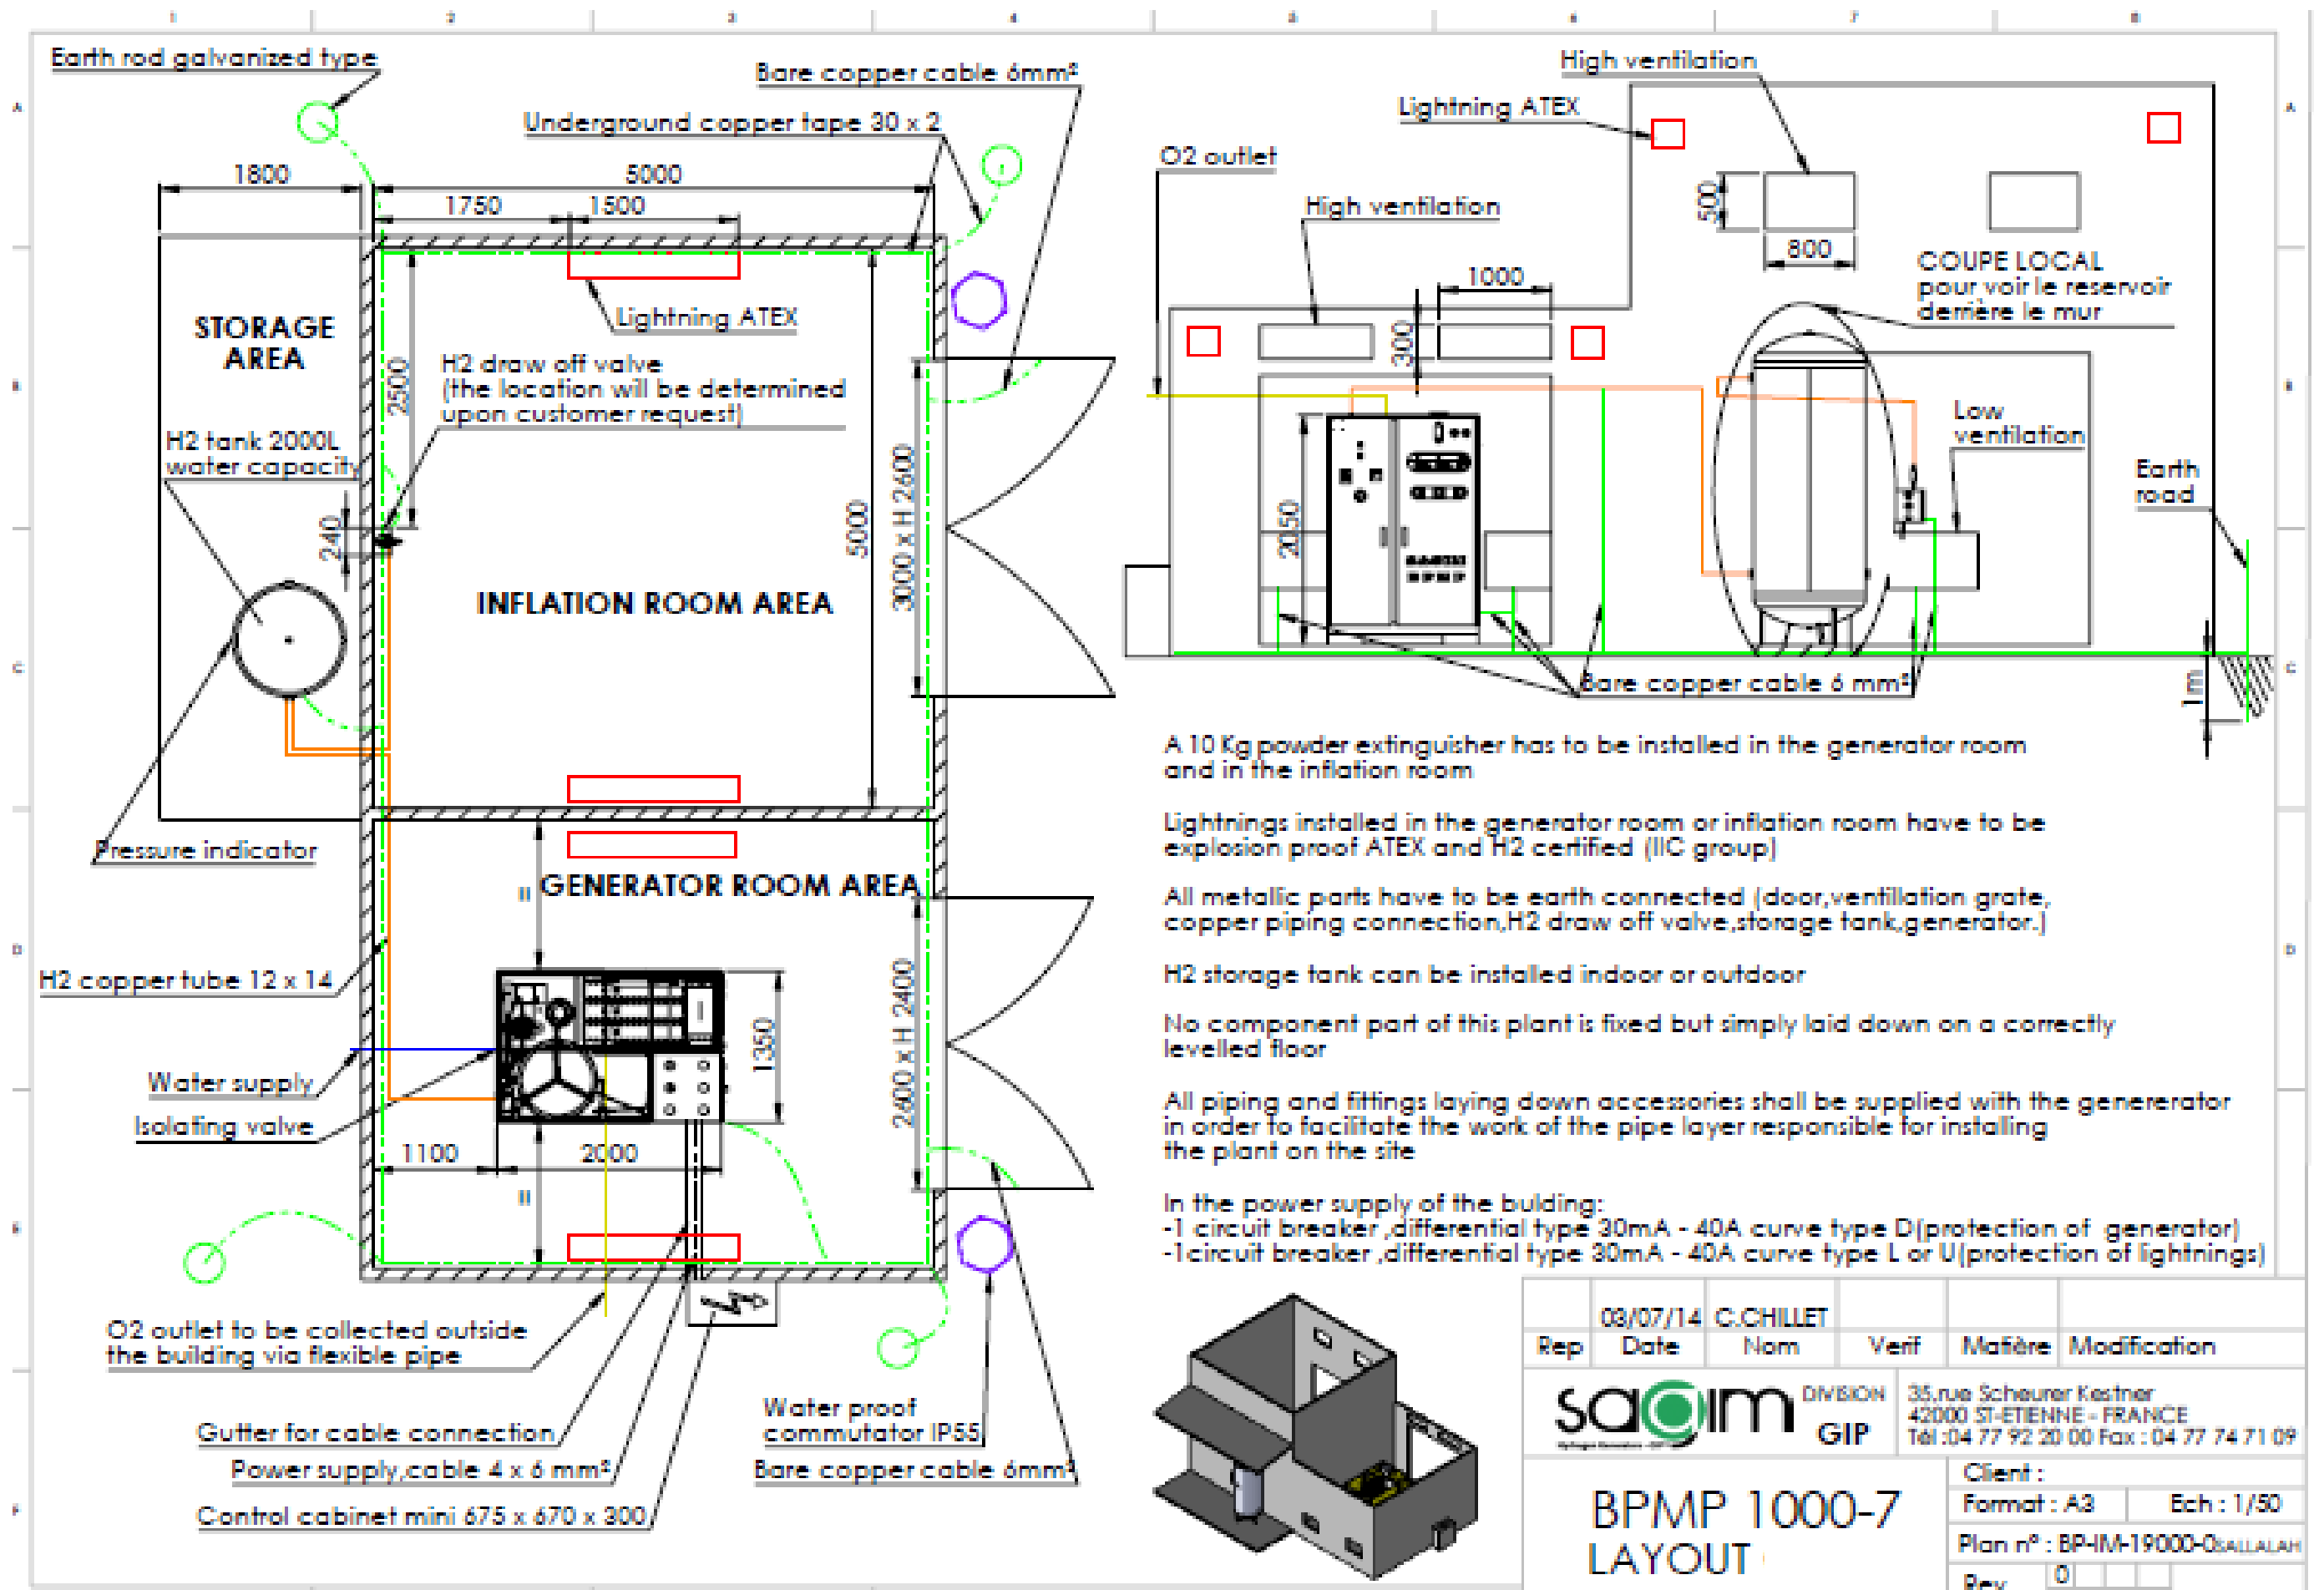 Earth rod galvanized type
Bare copper cable 6mm²
Underground copper tape 30 x 2
1800
5000
1750
1500
Lightning ATEX
STORAGE
AREA
H2 draw off valve
(the location will be determined
upon customer request)
2500
H2 tank 2000L
water capacity
240
5000
3000 x H 2600
INFLATION ROOM AREA
Pressure indicator
GENERATOR ROOM AREA
=
H2 copper tube 12 x 14
1350
2600 x H 2400
Water supply
Isolating valve
1100
2000
=
O2 outlet to be collected outside
the building via flexible pipe
Gutter for cable connection
Power supply,cable 4 x 6 mm²
Control cabinet mini 675 x 670 x 300
Water proof
commutator IP55
Bare copper cable 6mm²
High ventilation
Lightning ATEX
O2 outlet
High ventilation
500
800
1000
300
COUPE LOCAL
pour voir le reservoir
derrière le mur
Low
ventilation
Earth
road
2050
1m
Bare copper cable 6 mm²
A 10 Kg powder extinguisher has to be installed in the generator room
and in the inflation room
Lightnings installed in the generator room or inflation room have to be
explosion proof ATEX and H2 certified (IIC group)
All metallic parts have to be earth connected (door,ventillation grate,
copper piping connection,H2 draw off valve,storage tank,generator.)
H2 storage tank can be installed indoor or outdoor
No component part of this plant is fixed but simply laid down on a correctly
levelled floor
All piping and fittings laying down accessories shall be supplied with the genererator
in order to facilitate the work of the pipe layer responsible for installing
the plant on the site
In the power supply of the bulding:
-1 circuit breaker ,differential type 30mA - 40A curve type D(protection of generator)
-1circuit breaker ,differential type 30mA - 40A curve type L or U(protection of lightnings)
03/07/14 C.CHILLET
Rep Date Nom Verif Matière Modification
sagim
DIVISION
GIP
35,rue Scheurer Kestner
42000 ST-ETIENNE - FRANCE
Tél :04 77 92 20 00 Fax : 04 77 74 71 09
BPMP 1000-7
LAYOUT
Client :
Format : A3 Ech : 1/50
Plan n° : BP-IM-19000-0SALLALAH
Rev 0